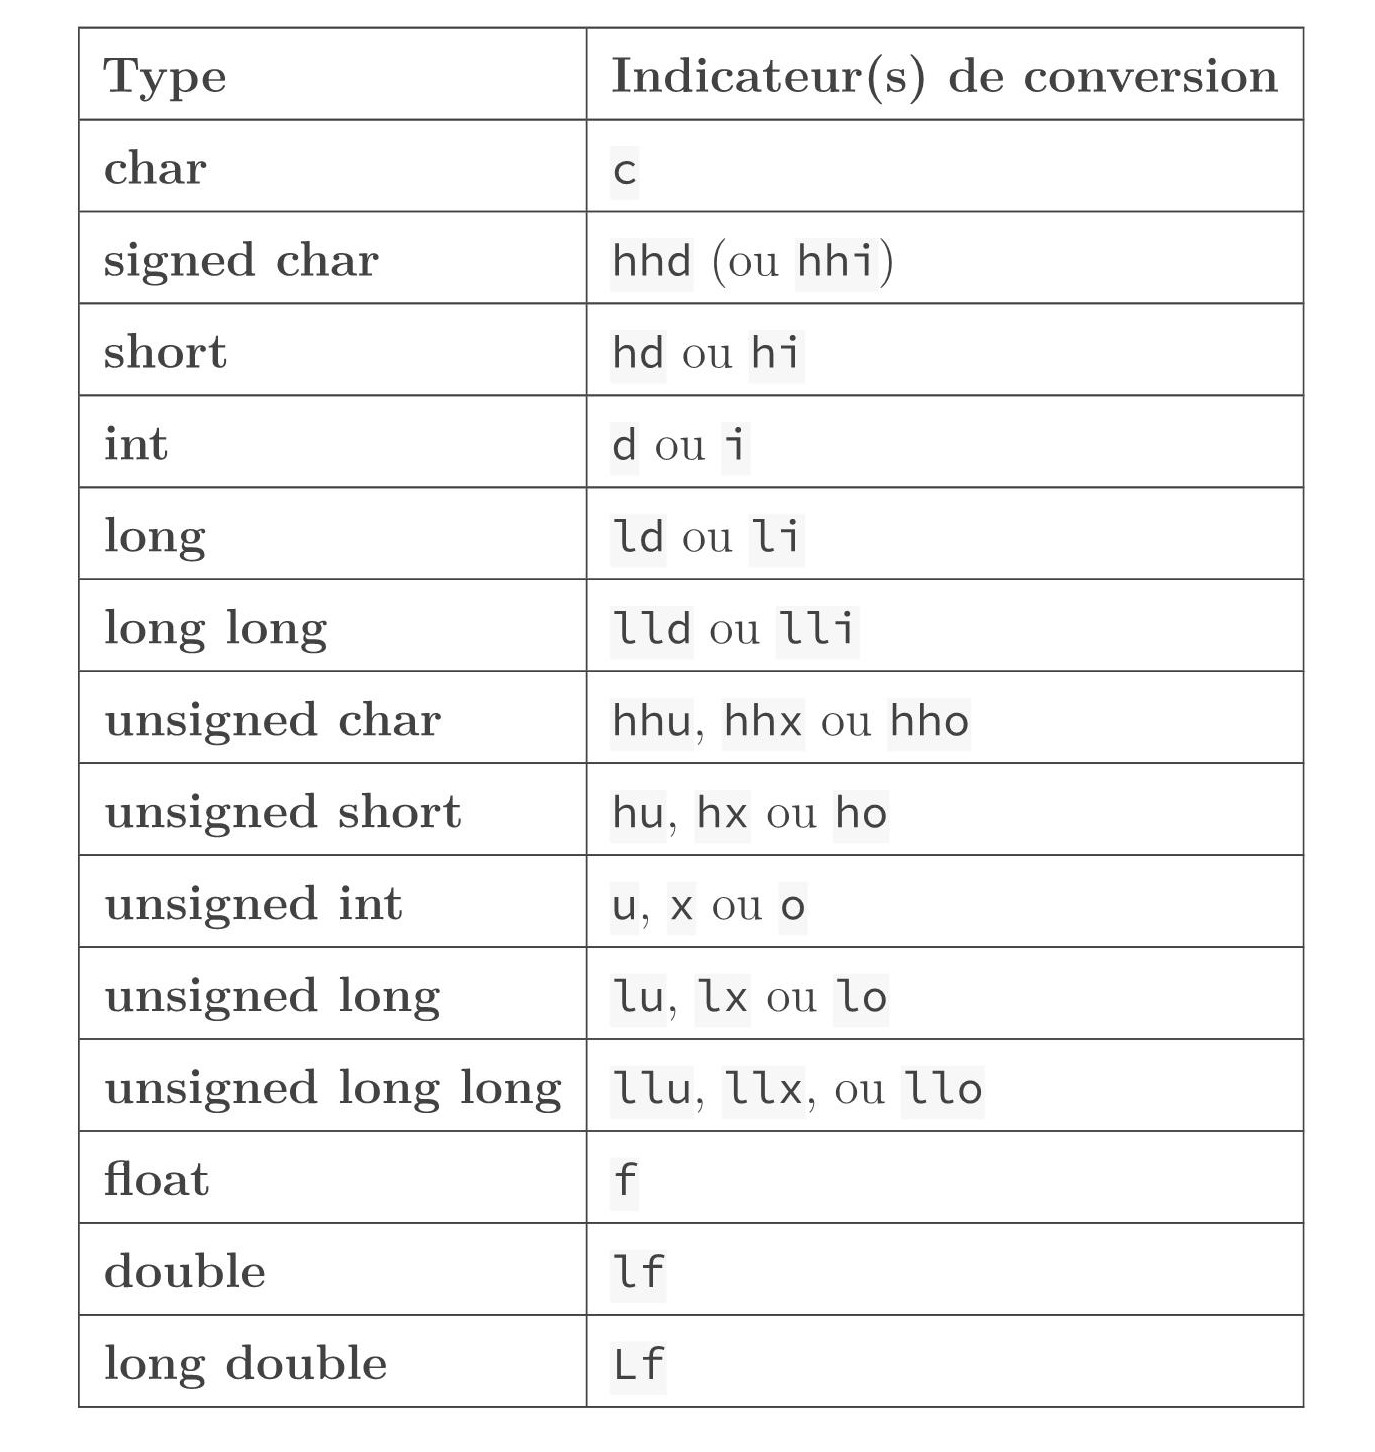 Type Indicateur(s) de conversion
char c
signed char hhd (ou hhi)
short hd ou hi
int d ou i
long ld ou li
long long lld ou lli
unsigned char hhu, hhx ou hho
unsigned short hu, hx ou ho
unsigned int u, x ou o
unsigned long lu, lx ou lo
unsigned long long llu, llx, ou llo
float f
double lf
long double Lf